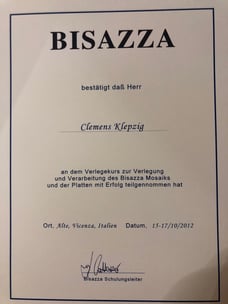 BISAZZA
bestätigt daß Herr
Clemens Klepzig
an dem Verlegekurs zur Verlegung
und Verarbeitung des Bisazza Mosaiks
und der Platten mit Erfolg teilgenommen hat
Ort, Alte, Vicenza, Italien Datum, 15-17/10/2012
Bisazza Schulungsleiter